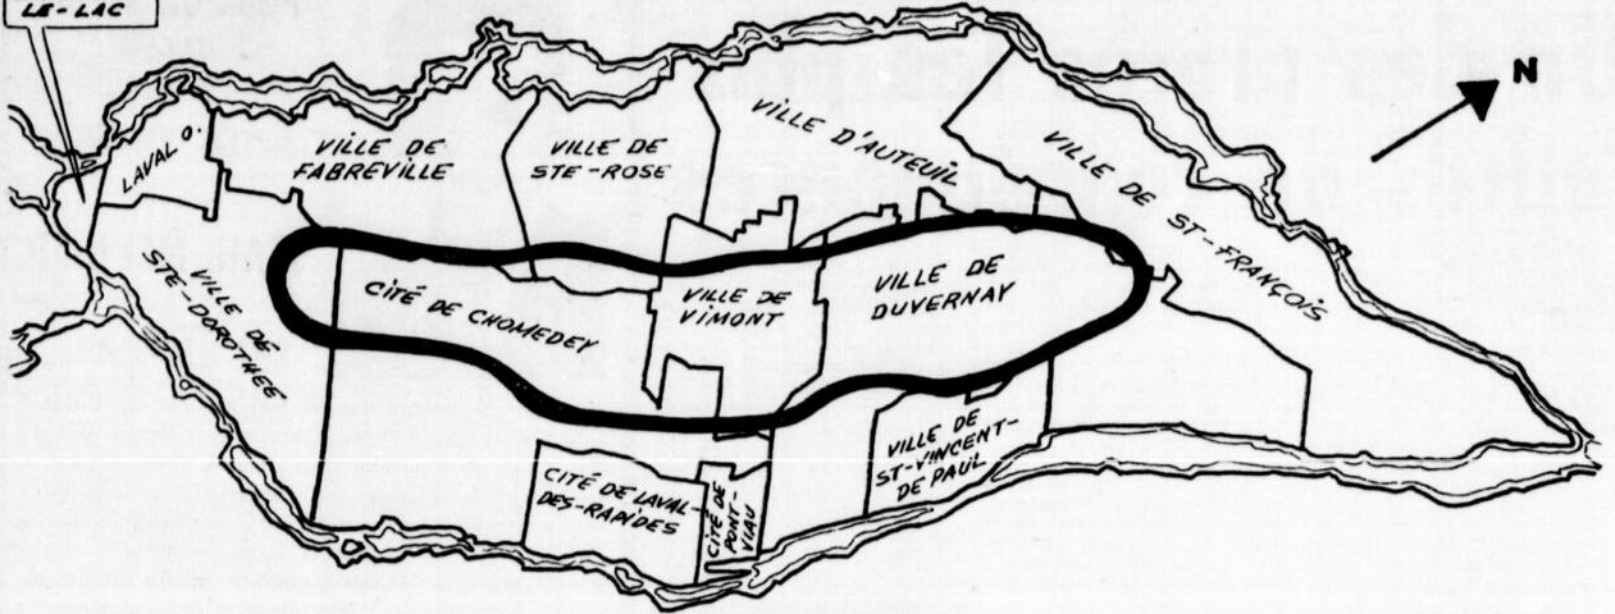 LE-LAC
N
LAVAL O.
VILLE DE
FABREVILLE
VILLE DE
STE-ROSE
VILLE D'AUTEUIL
VILLE DE ST-FRANÇOIS
VILLE DE
STE-DOROTHÉE
CITÉ DE CHOMEDEY
VILLE DE
VIMONT
VILLE DE
DUVERNAY
CITÉ DE LAVAL-
DES-RAPIDES
CITÉ DE
PONT-
VIAU
VILLE DE
ST-VINCENT-
DE PAUL